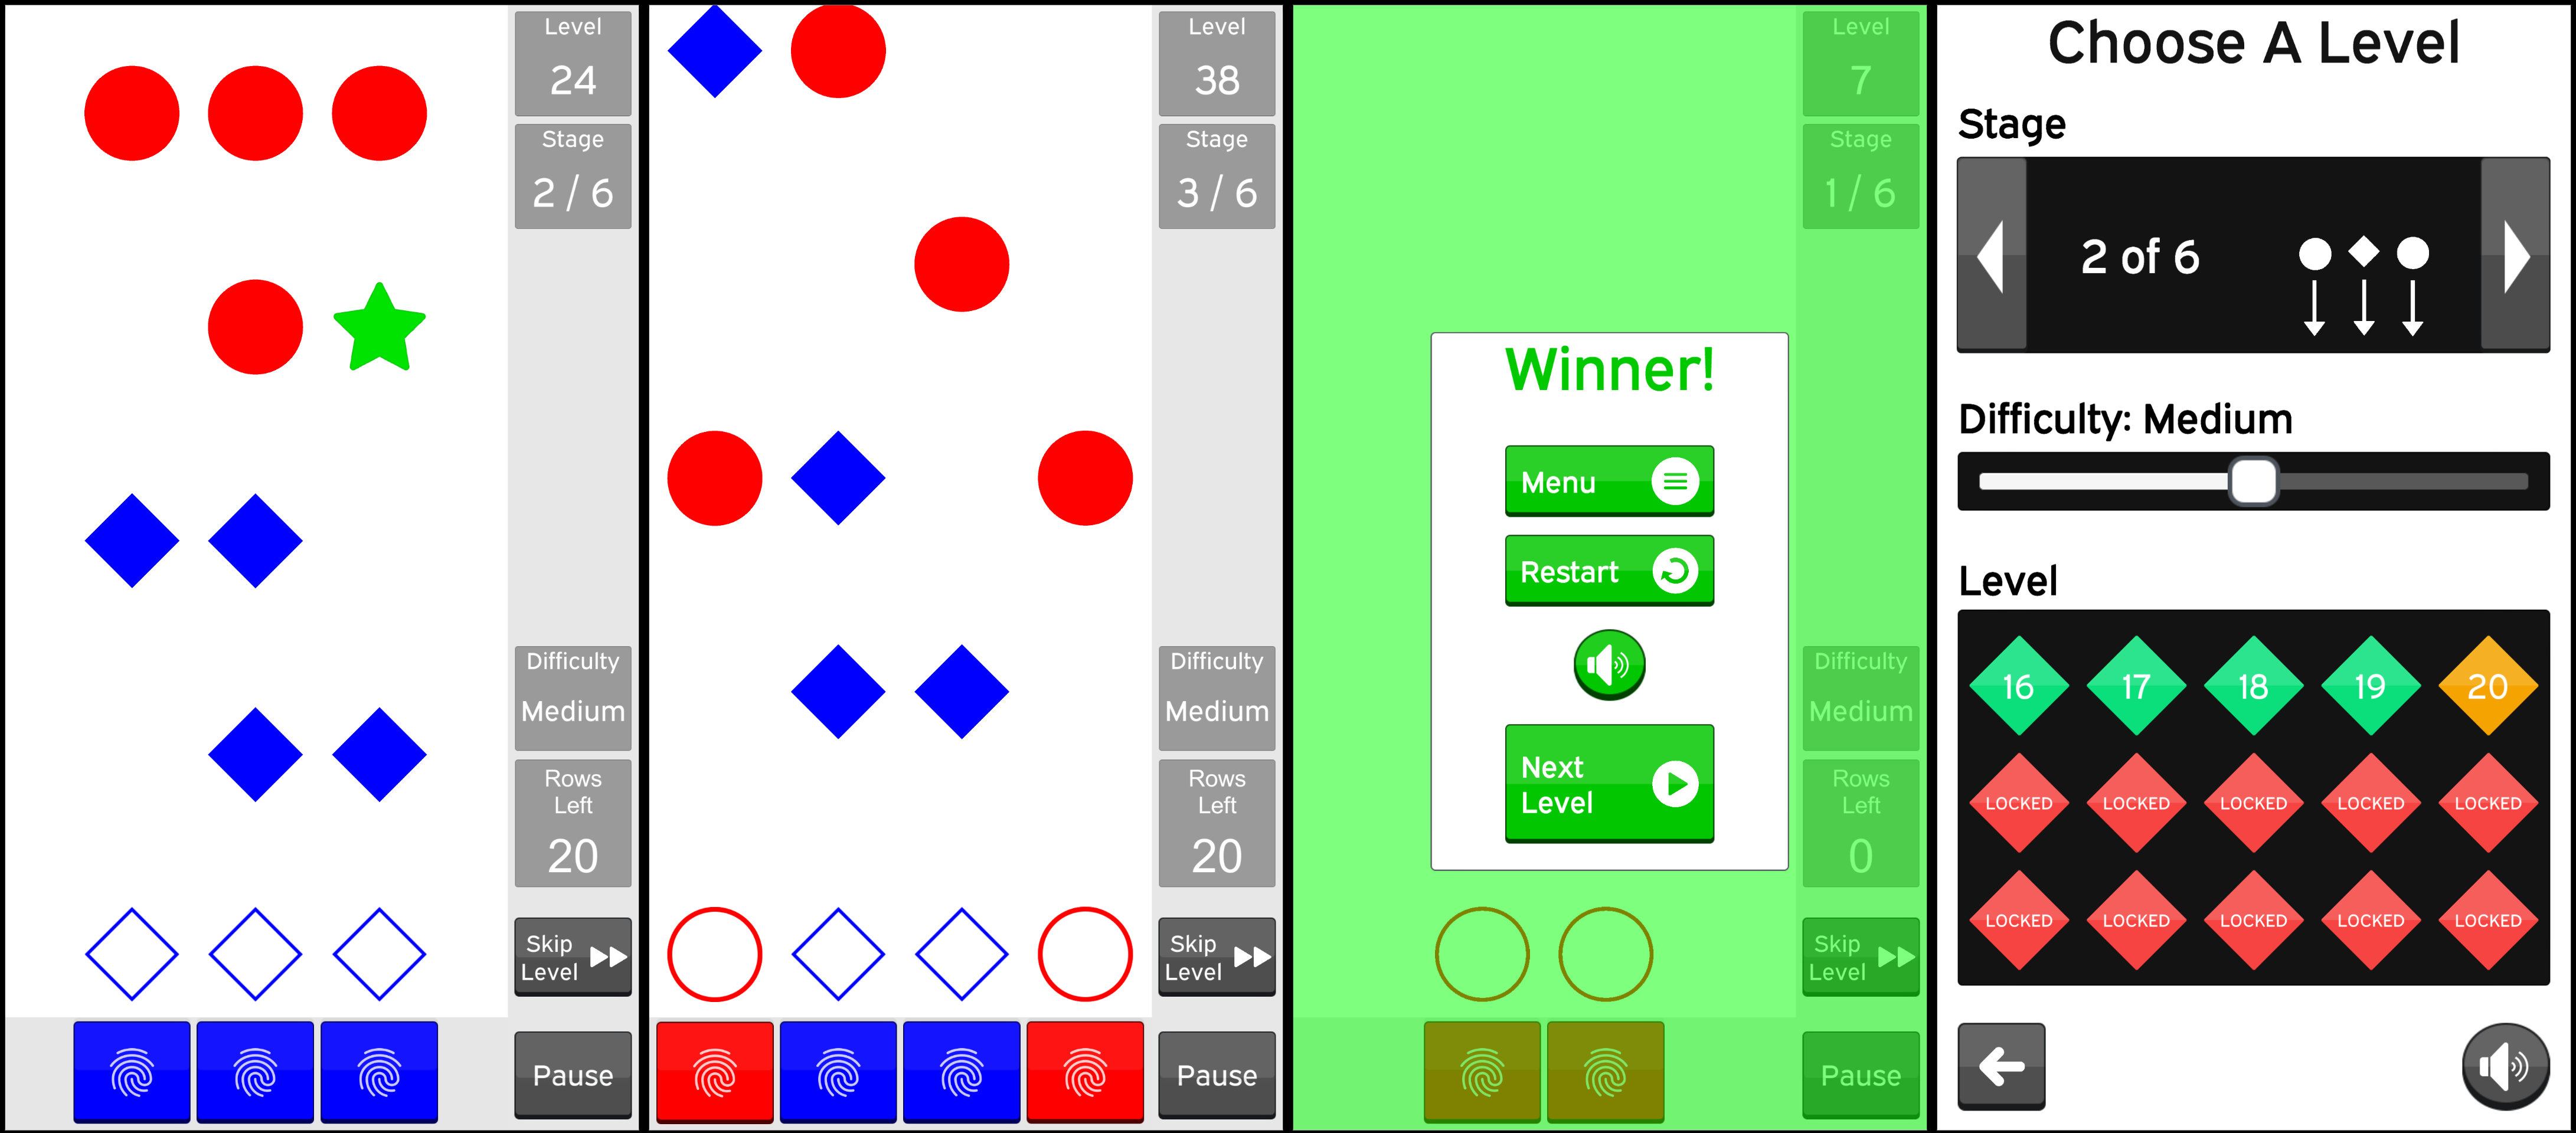 Level
24
Stage
2 / 6
Difficulty
Medium
Rows
Left
20
Skip
Level
Pause
Level
38
Stage
3 / 6
Difficulty
Medium
Rows
Left
20
Skip
Level
Pause
Level
7
Stage
1 / 6
Winner!
Menu
Restart
Next
Level
Difficulty
Medium
Rows
Left
0
Skip
Level
Pause
Choose A Level
Stage
2 of 6
Difficulty: Medium
Level
16 17 18 19 20
LOCKED LOCKED LOCKED LOCKED LOCKED
LOCKED LOCKED LOCKED LOCKED LOCKED